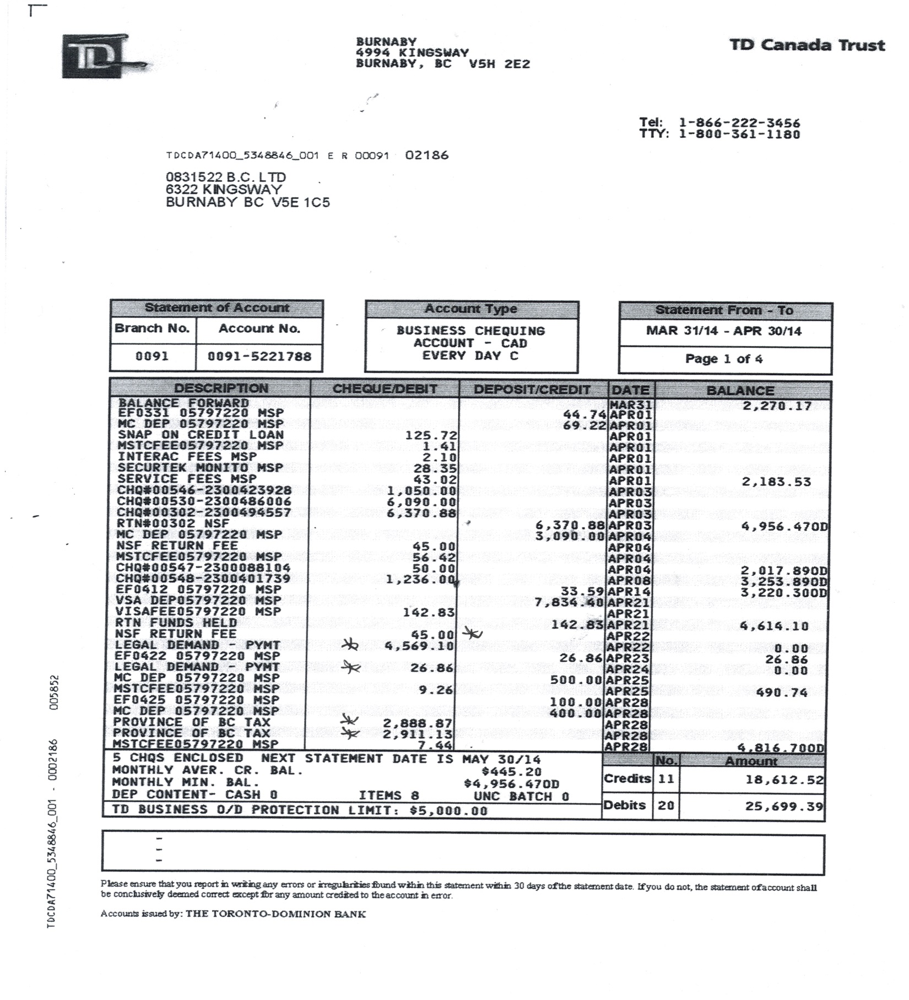 TD
BURNABY
4994 KINGSWAY
BURNABY, BC V5H 2E2
TD Canada Trust
Tel: 1-866-222-3456
TTY: 1-800-361-1180
TDCDA71400_5348846_001 E R 00091 02186
0831522 B.C. LTD
6322 KINGSWAY
BURNABY BC V5E 1C5
Statement of Account
Branch No. Account No.
0091 0091-5221788
Account Type
BUSINESS CHEQUING
ACCOUNT - CAD
EVERY DAY C
Statement From - To
MAR 31/14 - APR 30/14
Page 1 of 4
DESCRIPTION CHEQUE/DEBIT DEPOSIT/CREDIT DATE BALANCE
BALANCE FORWARD MAR31 2,270.17
EF0331 05797220 MSP 44.74 APR01
MC DEP 05797220 MSP 69.22 APR01
SNAP ON CREDIT LOAN 125.72 APR01
MSTCFEE05797220 MSP 1.41 APR01
INTERAC FEES MSP 2.10 APR01
SECURTEK MONITO MSP 28.35 APR01
SERVICE FEES MSP 43.02 APR01 2,183.53
CHQ#00546-2300423928 1,050.00 APR03
CHQ#00530-2300486006 6,090.00 APR03
CHQ#00302-2300494557 6,370.88 APR03
RTN#00302 NSF 6,370.88 APR03 4,956.47OD
MC DEP 05797220 MSP 3,090.00 APR04
NSF RETURN FEE 45.00 APR04
MSTCFEE05797220 MSP 56.42 APR04
CHQ#00547-2300088104 50.00 APR04 2,017.89OD
CHQ#00548-2300401739 1,236.00 APR08 3,253.89OD
EF0412 05797220 MSP 33.59 APR14 3,220.30OD
VSA DEP05797220 MSP 7,834.40 APR21
VISAFEE05797220 MSP 142.83 APR21
RTN FUNDS HELD 142.83 APR21 4,614.10
NSF RETURN FEE 45.00 * APR22
LEGAL DEMAND - PYMT * 4,569.10 APR22 0.00
EF0422 05797220 MSP 26.86 APR23 26.86
LEGAL DEMAND - PYMT * 26.86 APR24 0.00
MC DEP 05797220 MSP 500.00 APR25
MSTCFEE05797220 MSP 9.26 APR25 490.74
EF0425 05797220 MSP 100.00 APR28
MC DEP 05797220 MSP 400.00 APR28
PROVINCE OF BC TAX * 2,888.87 APR28
PROVINCE OF BC TAX * 2,911.13 APR28
MSTCFEE05797220 MSP 7.44 APR28 4,816.70OD
5 CHQS ENCLOSED NEXT STATEMENT DATE IS MAY 30/14
MONTHLY AVER. CR. BAL. $445.20
MONTHLY MIN. BAL. $4,956.47OD
DEP CONTENT- CASH 0 ITEMS 8 UNC BATCH 0
TD BUSINESS O/D PROTECTION LIMIT: $5,000.00
No. Amount
Credits 11 18,612.52
Debits 20 25,699.39
Please ensure that you report in writing any errors or irregularities found within this statement within 30 days of the statement date. If you do not, the statement of account shall
be conclusively deemed correct except for any amount credited to the account in error.
Accounts issued by: THE TORONTO-DOMINION BANK
TDCDA71400_5348846_001 - 0002186 005852